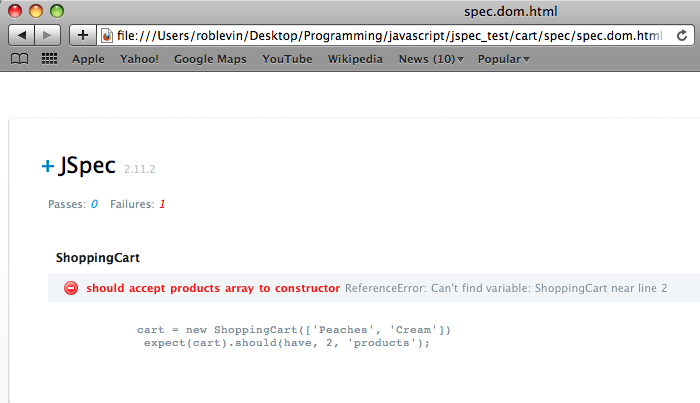 spec.dom.html
file:///Users/roblevin/Desktop/Programming/javascript/jspec_test/cart/spec/spec.dom.html
Apple Yahoo! Google Maps YouTube Wikipedia News (10)▾ Popular▾
+ JSpec 2.11.2
Passes: 0 Failures: 1
ShoppingCart
should accept products array to constructor ReferenceError: Can't find variable: ShoppingCart near line 2
cart = new ShoppingCart(['Peaches', 'Cream'])
expect(cart).should(have, 2, 'products');